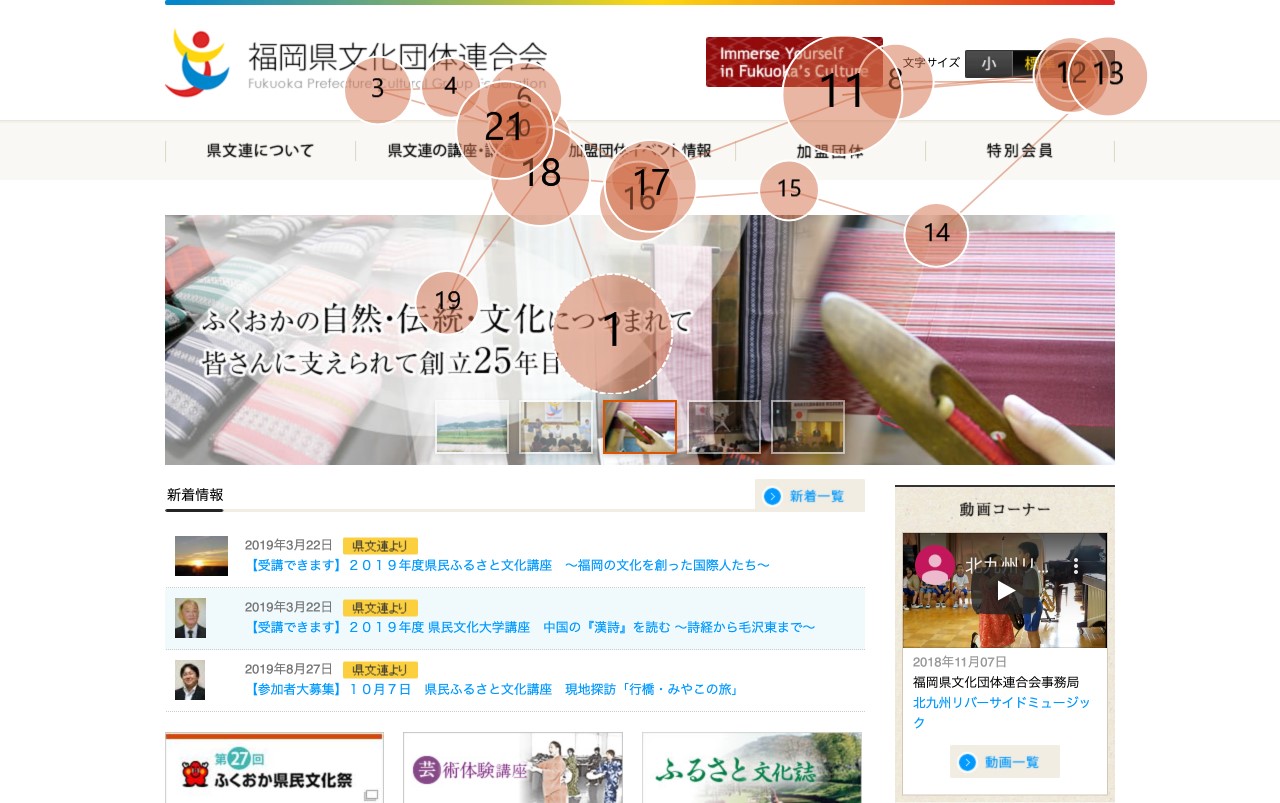 福岡県文化団体連合会
Fukuoka Prefecture Cultural Group Federation
Immerse Yourself
in Fukuoka's Culture
文字サイズ
小
標
県文連について
県文連の講座・
加盟団体イベント情報
加盟団体
特別会員
3
4
6
20
21
18
16
17
15
14
11
8
12
13
19
1
ふくおかの自然・伝統・文化につつまれて
皆さんに支えられて創立25年目
新着情報
新着一覧
2019年3月22日 県文連より
【受講できます】２０１９年度県民ふるさと文化講座　～福岡の文化を創った国際人たち～
2019年3月22日 県文連より
【受講できます】２０１９年度 県民文化大学講座　中国の『漢詩』を読む ～詩経から毛沢東まで～
2019年8月27日 県文連より
【参加者大募集】１０月７日　県民ふるさと文化講座　現地探訪「行橋・みやこの旅」
動画コーナー
北九州リ...
2018年11月07日
福岡県文化団体連合会事務局
北九州リバーサイドミュージッ
ク
動画一覧
第27回
ふくおか県民文化祭
芸術体験講座
ふるさと文化誌